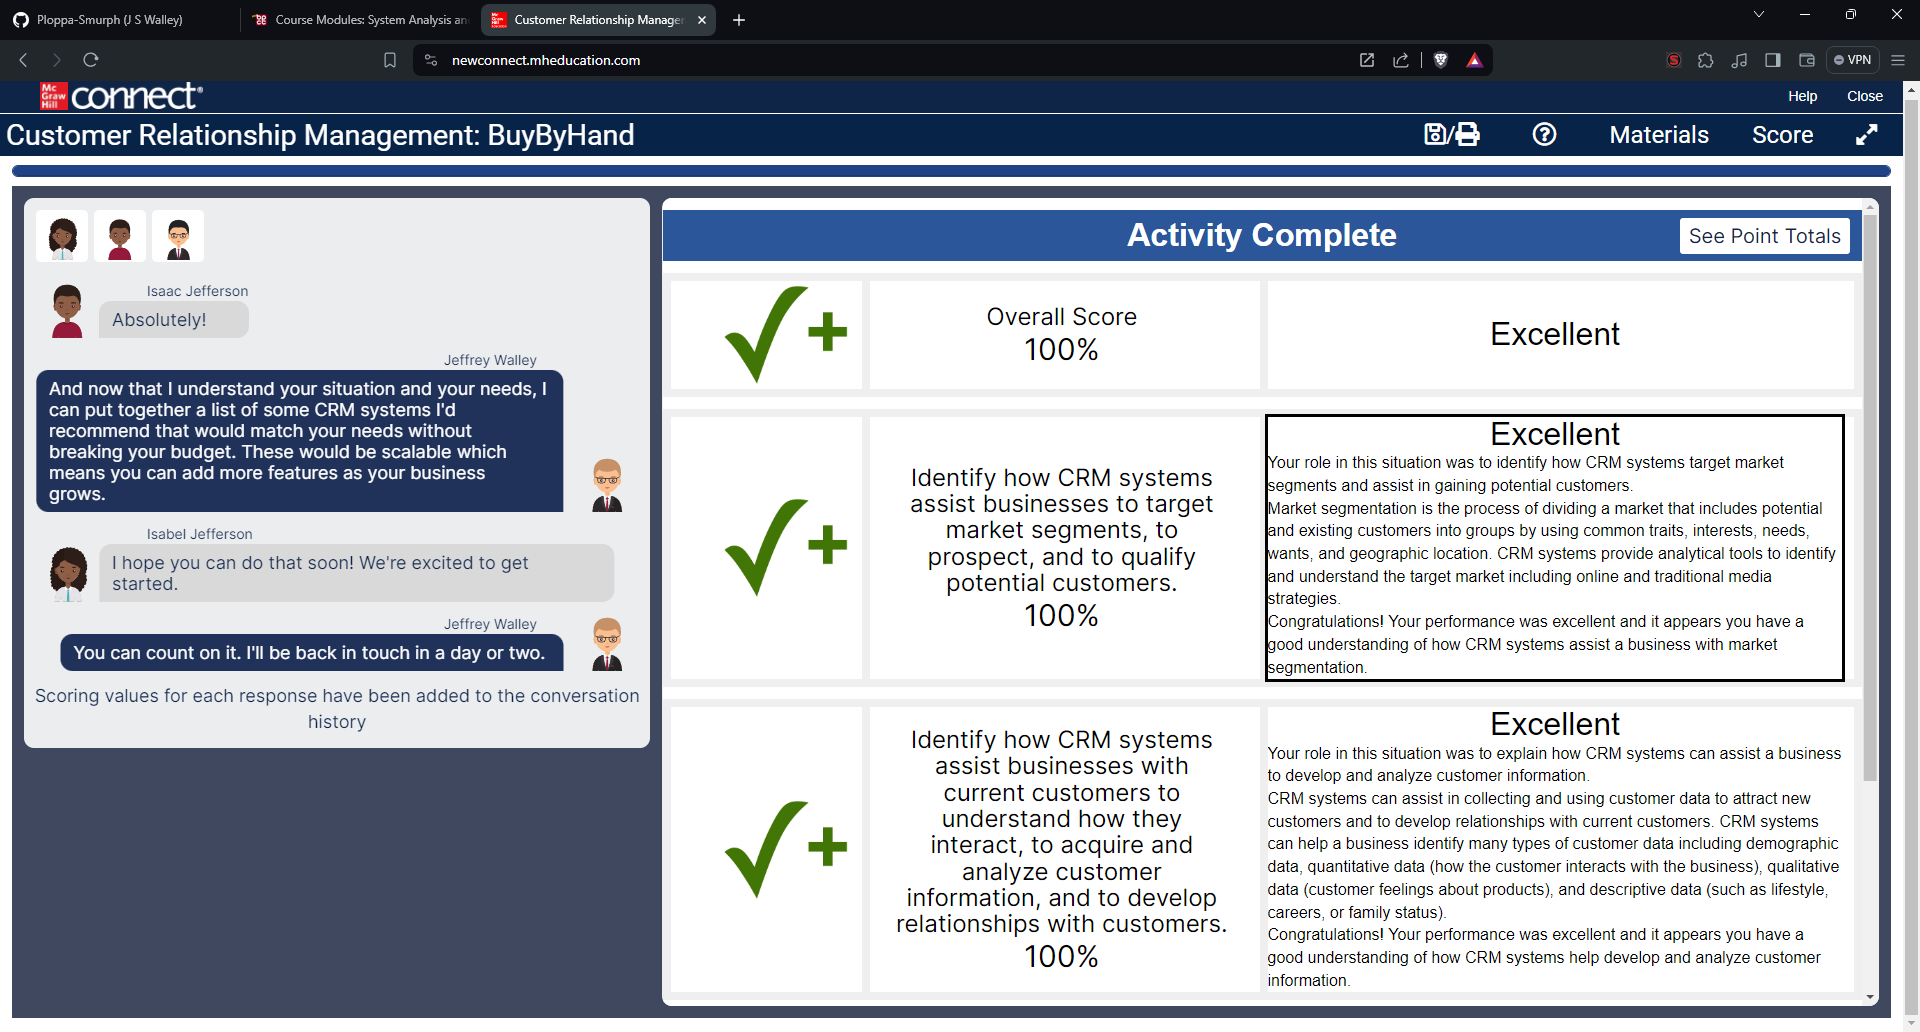 Ploppa-Smurph (J S Walley)
Course Modules: System Analysis an
Customer Relationship Manager
newconnect.mheducation.com
VPN
Mc
Graw
Hill
connect
Help
Close
Customer Relationship Management: BuyByHand
Materials
Score
Isaac Jefferson
Absolutely!
Jeffrey Walley
And now that I understand your situation and your needs, I
can put together a list of some CRM systems I'd
recommend that would match your needs without
breaking your budget. These would be scalable which
means you can add more features as your business
grows.
Isabel Jefferson
I hope you can do that soon! We're excited to get
started.
Jeffrey Walley
You can count on it. I'll be back in touch in a day or two.
Scoring values for each response have been added to the conversation
history
Activity Complete
See Point Totals
Overall Score
100%
Excellent
Identify how CRM systems
assist businesses to target
market segments, to
prospect, and to qualify
potential customers.
100%
Excellent
Your role in this situation was to identify how CRM systems target market
segments and assist in gaining potential customers.
Market segmentation is the process of dividing a market that includes potential
and existing customers into groups by using common traits, interests, needs,
wants, and geographic location. CRM systems provide analytical tools to identify
and understand the target market including online and traditional media
strategies.
Congratulations! Your performance was excellent and it appears you have a
good understanding of how CRM systems assist a business with market
segmentation.
Identify how CRM systems
assist businesses with
current customers to
understand how they
interact, to acquire and
analyze customer
information, and to develop
relationships with customers.
100%
Excellent
Your role in this situation was to explain how CRM systems can assist a business
to develop and analyze customer information.
CRM systems can assist in collecting and using customer data to attract new
customers and to develop relationships with current customers. CRM systems
can help a business identify many types of customer data including demographic
data, quantitative data (how the customer interacts with the business), qualitative
data (customer feelings about products), and descriptive data (such as lifestyle,
careers, or family status).
Congratulations! Your performance was excellent and it appears you have a
good understanding of how CRM systems help develop and analyze customer
information.